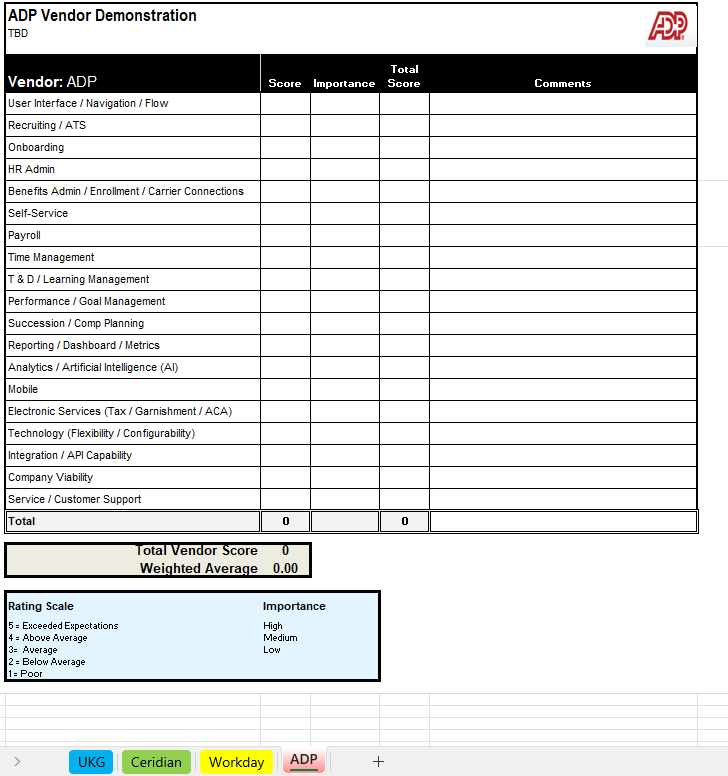 ADP Vendor Demonstration
TBD
ADP
Vendor: ADP Score Importance Total Score Comments
User Interface / Navigation / Flow
Recruiting / ATS
Onboarding
HR Admin
Benefits Admin / Enrollment / Carrier Connections
Self-Service
Payroll
Time Management
T & D / Learning Management
Performance / Goal Management
Succession / Comp Planning
Reporting / Dashboard / Metrics
Analytics / Artificial Intelligence (AI)
Mobile
Electronic Services (Tax / Garnishment / ACA)
Technology (Flexibility / Configurability)
Integration / API Capability
Company Viability
Service / Customer Support
Total 0 0
Total Vendor Score 0
Weighted Average 0.00
Rating Scale Importance
5 = Exceeded Expectations High
4 = Above Average Medium
3= Average Low
2 = Below Average
1= Poor
UKG Ceridian Workday ADP +